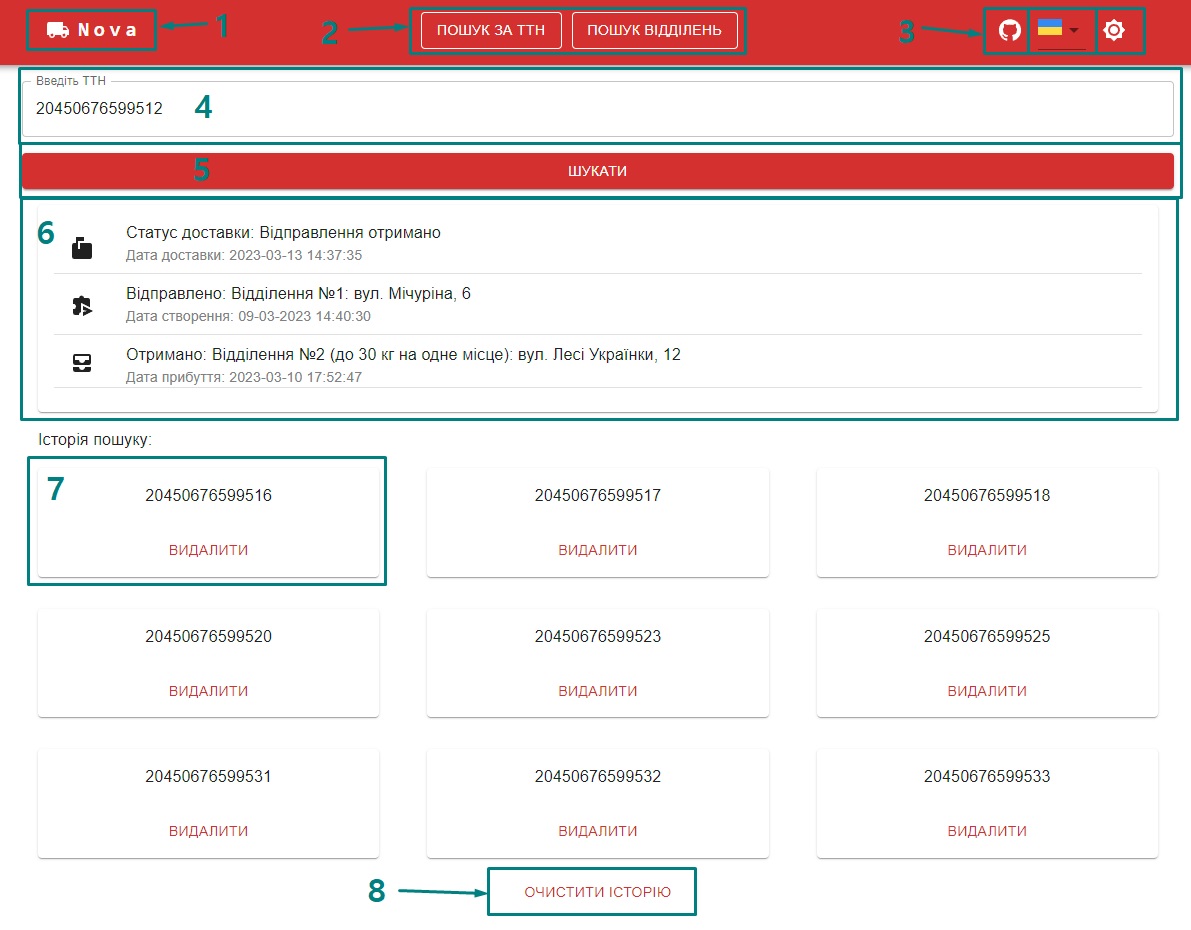 Nova
1
2
ПОШУК ЗА ТТН
ПОШУК ВІДДІЛЕНЬ
3
Введіть ТТН
20450676599512
4
5
ШУКАТИ
6
Статус доставки: Відправлення отримано
Дата доставки: 2023-03-13 14:37:35
Відправлено: Відділення №1: вул. Мічуріна, 6
Дата створення: 09-03-2023 14:40:30
Отримано: Відділення №2 (до 30 кг на одне місце): вул. Лесі Українки, 12
Дата прибуття: 2023-03-10 17:52:47
Історія пошуку:
7
20450676599516
ВИДАЛИТИ
20450676599517
ВИДАЛИТИ
20450676599518
ВИДАЛИТИ
20450676599520
ВИДАЛИТИ
20450676599523
ВИДАЛИТИ
20450676599525
ВИДАЛИТИ
20450676599531
ВИДАЛИТИ
20450676599532
ВИДАЛИТИ
20450676599533
ВИДАЛИТИ
8
ОЧИСТИТИ ІСТОРІЮ